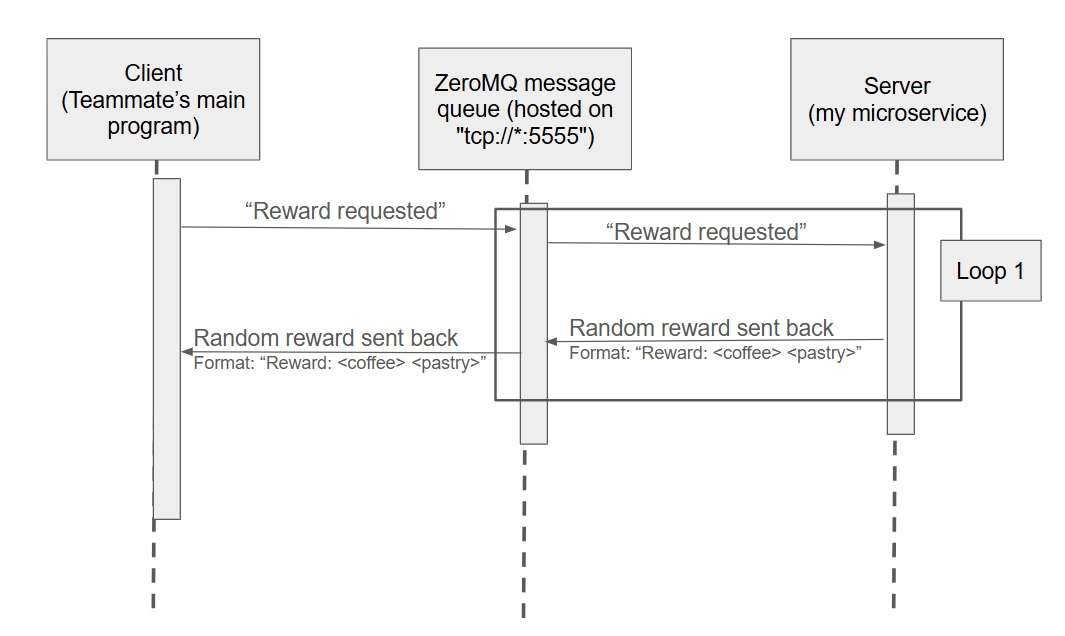 Client
(Teammate’s main
program)
ZeroMQ message
queue (hosted on
"tcp://*:5555")
Server
(my microservice)
“Reward requested”
“Reward requested”
Loop 1
Random reward sent back
Format: “Reward: <coffee> <pastry>”
Random reward sent back
Format: “Reward: <coffee> <pastry>”